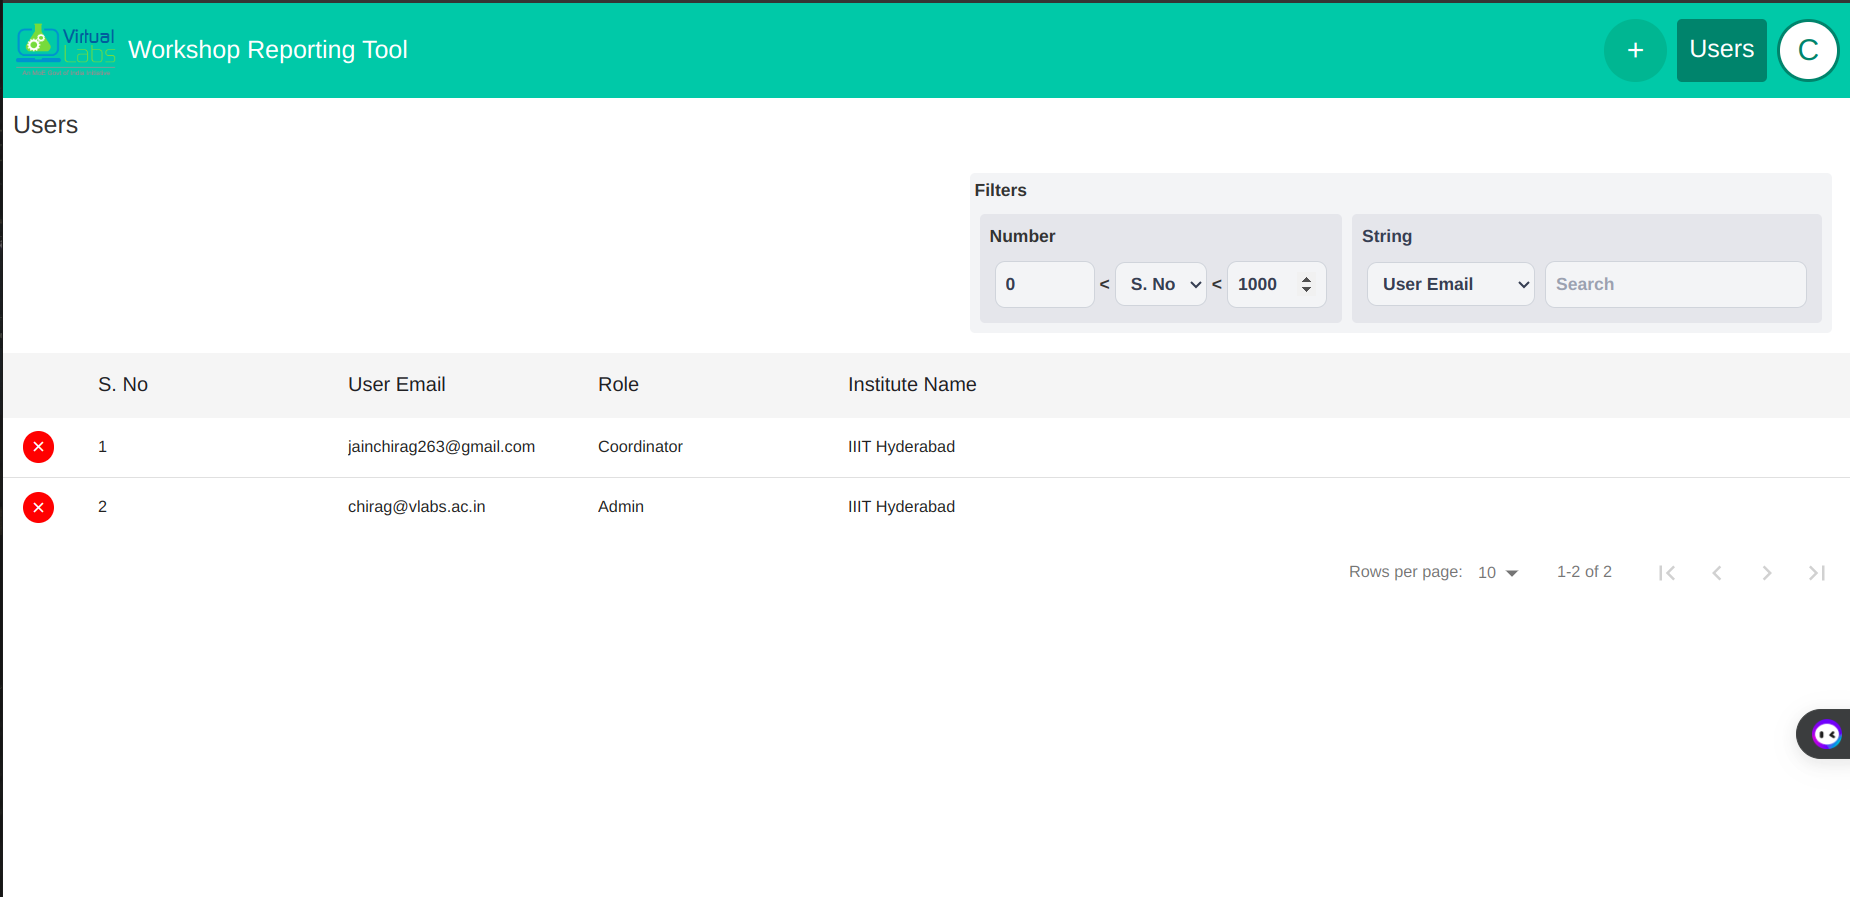 Virtual
Labs
Workshop Reporting Tool
+
Users
C
Users
Filters
Number
String
0 < S. No < 1000
User Email
Search
S. No
User Email
Role
Institute Name
1
jainchirag263@gmail.com
Coordinator
IIIT Hyderabad
2
chirag@vlabs.ac.in
Admin
IIIT Hyderabad
Rows per page: 10
1-2 of 2